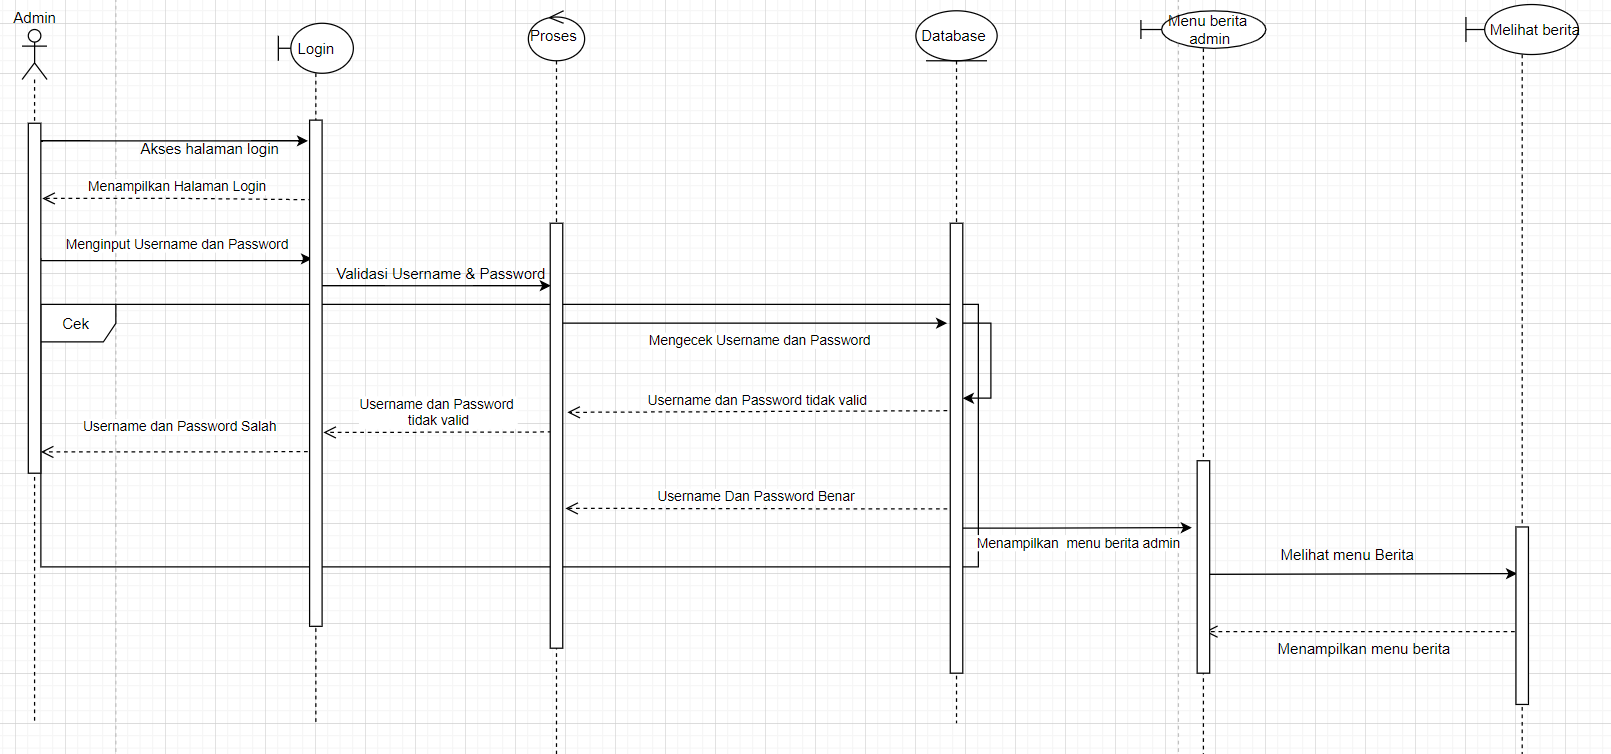 Admin
Login
Proses
Database
Menu berita
admin
Melihat berita
Akses halaman login
Menampilkan Halaman Login
Menginput Username dan Password
Validasi Username & Password
Cek
Mengecek Username dan Password
Username dan Password tidak valid
Username dan Password
tidak valid
Username dan Password Salah
Username Dan Password Benar
Menampilkan  menu berita admin
Melihat menu Berita
Menampilkan menu berita